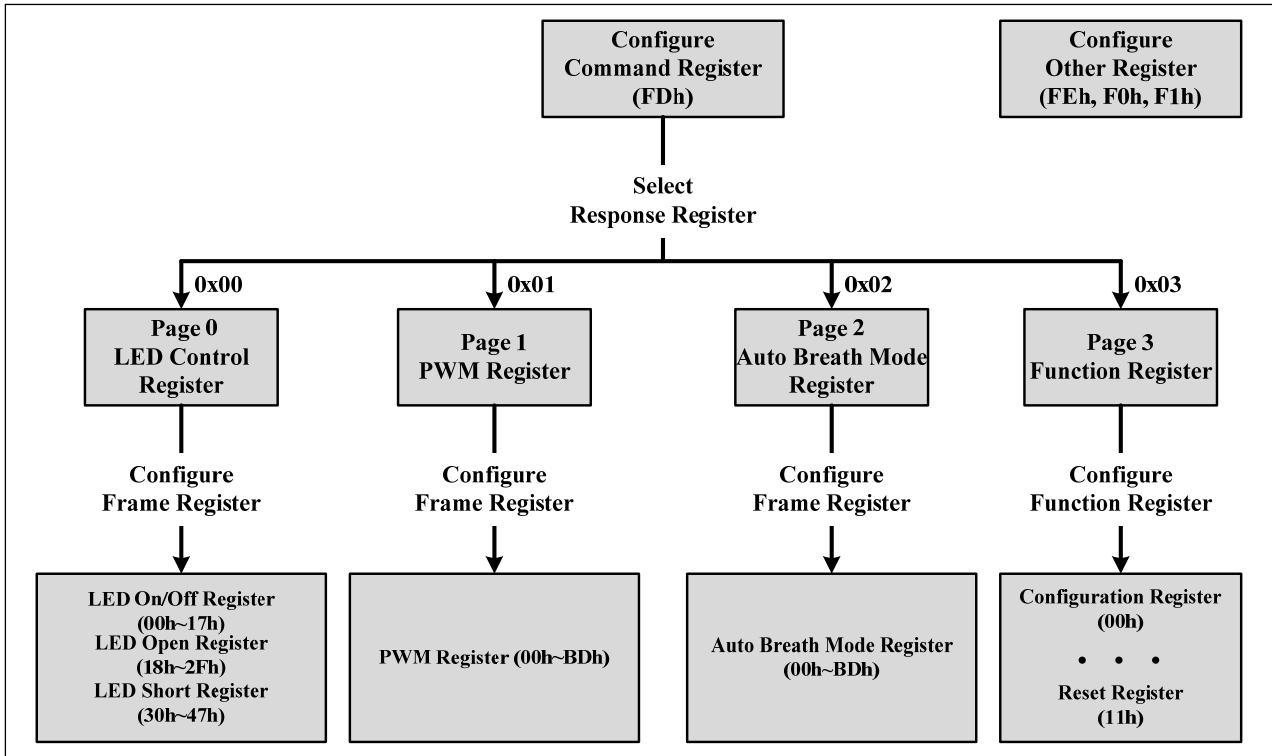 Configure
Command Register
(FDh)
Configure
Other Register
(FEh, F0h, F1h)
Select
Response Register
0x00
0x01
0x02
0x03
Page 0
LED Control
Register
Page 1
PWM Register
Page 2
Auto Breath Mode
Register
Page 3
Function Register
Configure
Frame Register
Configure
Frame Register
Configure
Frame Register
Configure
Function Register
LED On/Off Register
(00h~17h)
LED Open Register
(18h~2Fh)
LED Short Register
(30h~47h)
PWM Register (00h~BDh)
Auto Breath Mode Register
(00h~BDh)
Configuration Register
(00h)
• • •
Reset Register
(11h)